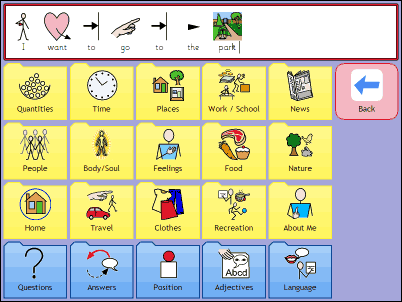 I want to go to the park
Quantities Time Places Work / School News Back
People Body/Soul Feelings Food Nature
Home Travel Clothes Recreation About Me
Questions Answers Position Adjectives Language
? Abcd